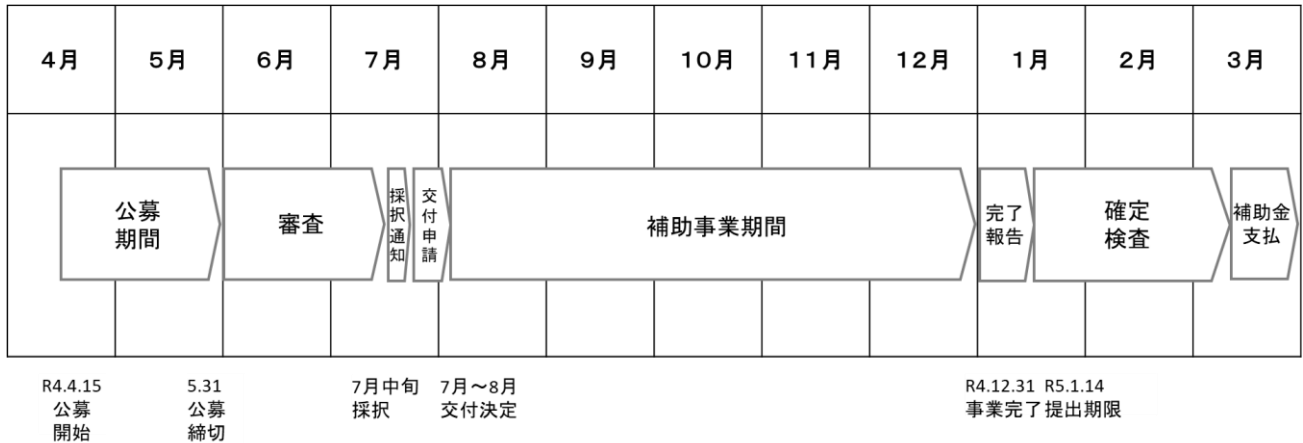 4月 5月 6月 7月 8月 9月 10月 11月 12月 1月 2月 3月
公募
期間
審査
採択通知
交付申請
補助事業期間
完了
報告
確定
検査
補助金
支払
R4.4.15
公募
開始
5.31
公募
締切
7月中旬
採択
7月～8月
交付決定
R4.12.31
事業完了
R5.1.14
提出期限